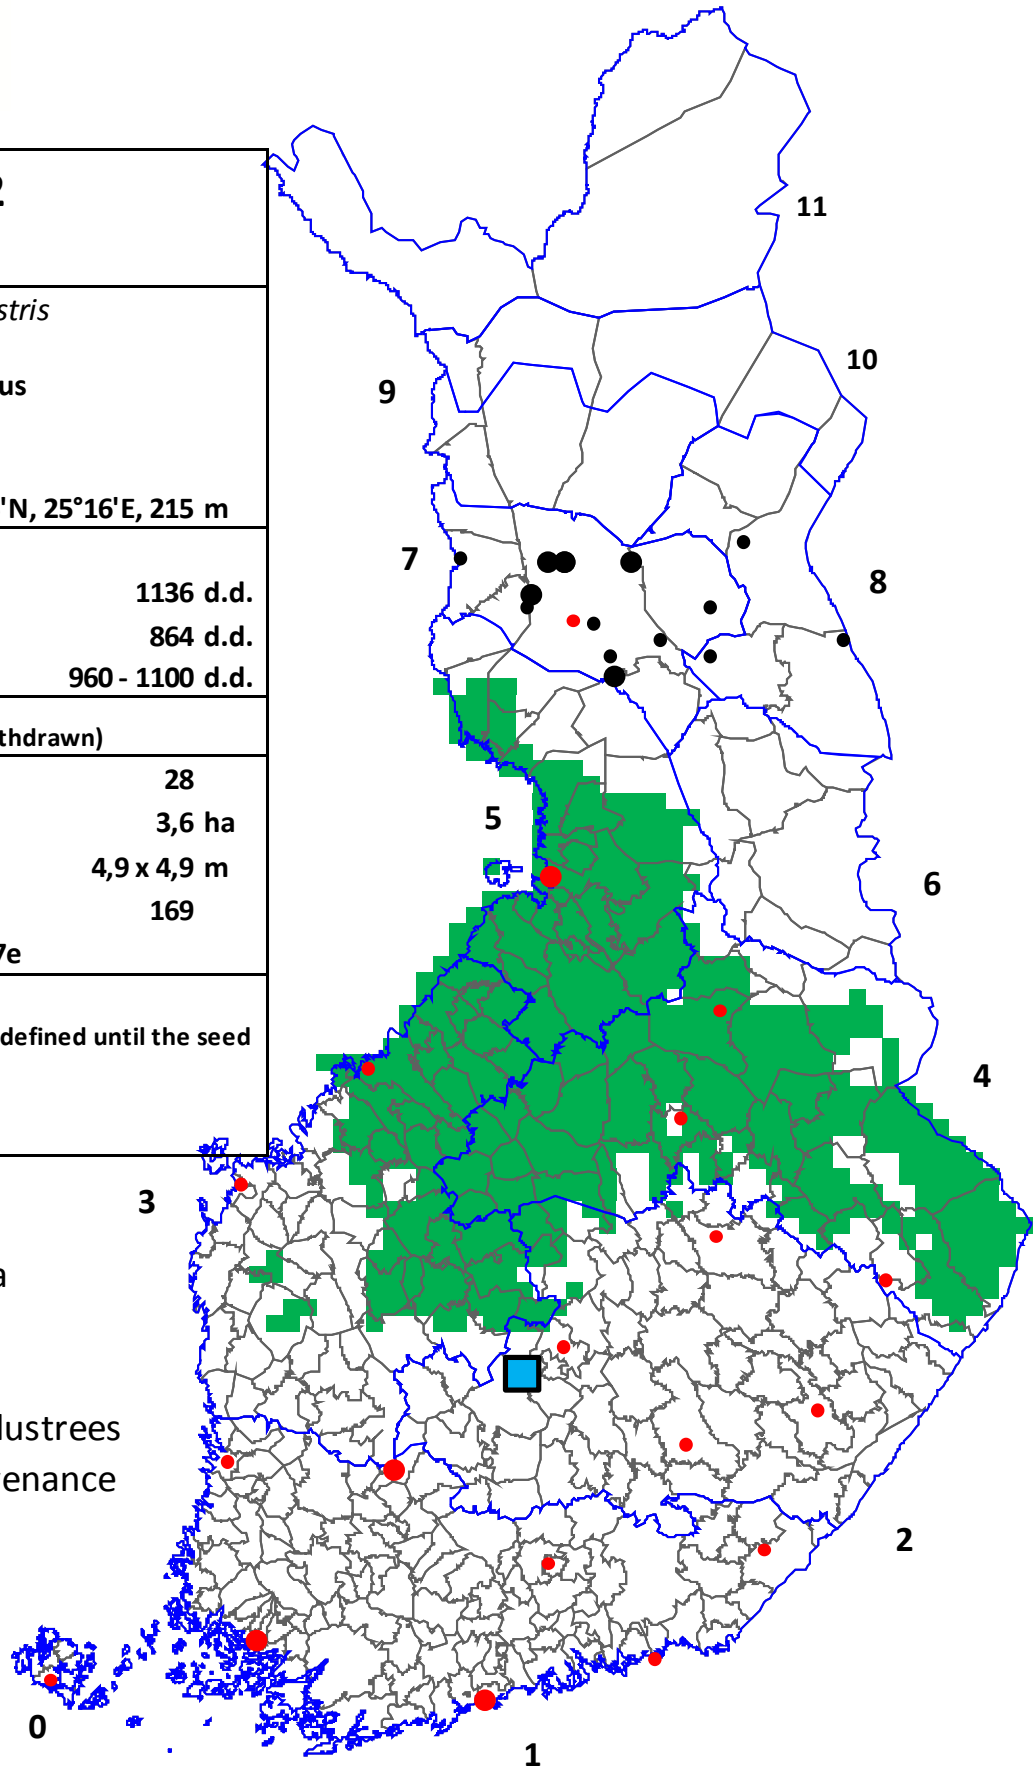 2
stris
us
'N, 25°16'E, 215 m
1136 d.d.
864 d.d.
960 - 1100 d.d.
thdrawn)
28
3,6 ha
4,9 x 4,9 m
169
7e
defined until the seed
a
lustrees
venance
11
10
9
7
8
5
6
4
3
2
0
1